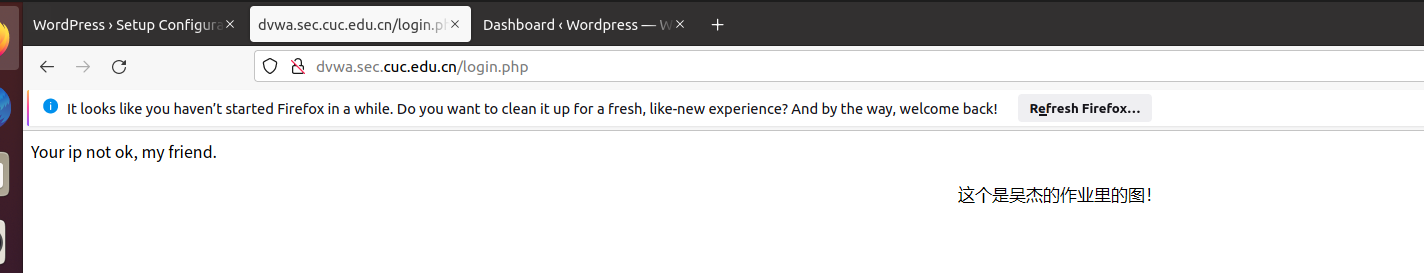 WordPress › Setup Configura
dvwa.sec.cuc.edu.cn/login.ph
Dashboard ‹ Wordpress — W
dvwa.sec.cuc.edu.cn/login.php
It looks like you haven’t started Firefox in a while. Do you want to clean it up for a fresh, like-new experience? And by the way, welcome back!
Refresh Firefox…
Your ip not ok, my friend.
这个是吴杰的作业里的图！